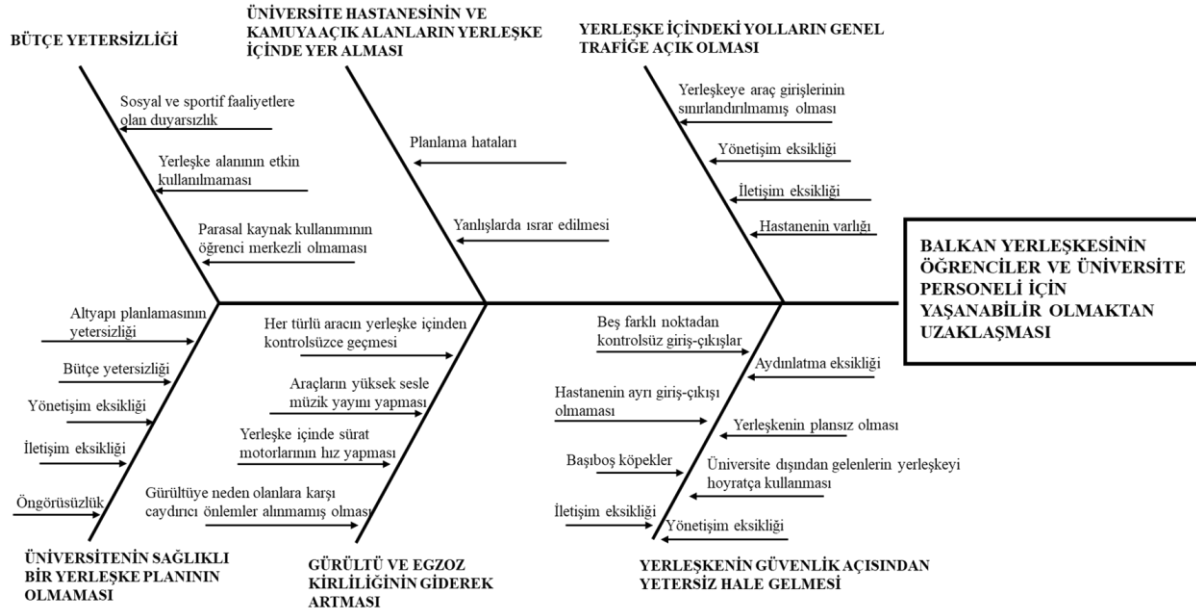 BÜTÇE YETERSİZLİĞİ
Sosyal ve sportif faaliyetlere
olan duyarsızlık
Yerleşke alanının etkin
kullanılmaması
Parasal kaynak kullanımının
öğrenci merkezli olmaması
ÜNİVERSİTE HASTANESİNİN VE
KAMUYA AÇIK ALANLARIN YERLEŞKE
İÇİNDE YER ALMASI
Planlama hataları
Yanlışlarda ısrar edilmesi
YERLEŞKE İÇİNDEKİ YOLLARIN GENEL
TRAFİĞE AÇIK OLMASI
Yerleşkeye araç girişlerinin
sınırlandırılmamış olması
Yönetişim eksikliği
İletişim eksikliği
Hastanenin varlığı
BALKAN YERLEŞKESİNİN
ÖĞRENCİLER VE ÜNİVERSİTE
PERSONELİ İÇİN
YAŞANABİLİR OLMAKTAN
UZAKLAŞMASI
Altyapı planlamasının
yetersizliği
Bütçe yetersizliği
Yönetişim eksikliği
İletişim eksikliği
Öngörüsüzlük
ÜNİVERSİTENİN SAĞLIKLI
BİR YERLEŞKE PLANININ
OLMAMASI
Her türlü aracın yerleşke içinden
kontrolsüzce geçmesi
Araçların yüksek sesle
müzik yayını yapması
Yerleşke içinde sürat
motorlarının hız yapması
Gürültüye neden olanlara karşı
caydırıcı önlemler alınmamış olması
GÜRÜLTÜ VE EGZOZ
KİRLİLİĞİNİN GİDEREK
ARTMASI
Beş farklı noktadan
kontrolsüz giriş-çıkışlar
Aydınlatma eksikliği
Hastanenin ayrı giriş-çıkışı
olmaması
Yerleşkenin plansız olması
Başıboş köpekler
Üniversite dışından gelenlerin yerleşkeyi
hoyratça kullanması
İletişim eksikliği
Yönetişim eksikliği
YERLEŞKENİN GÜVENLİK AÇISINDAN
YETERSİZ HALE GELMESİ